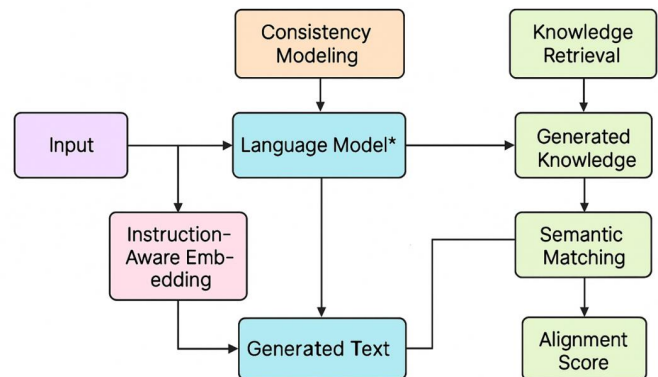 Consistency
Modeling
Knowledge
Retrieval
Input
Language Model*
Generated
Knowledge
Instruction-
Aware Emb-
edding
Semantic
Matching
Generated Text
Alignment
Score